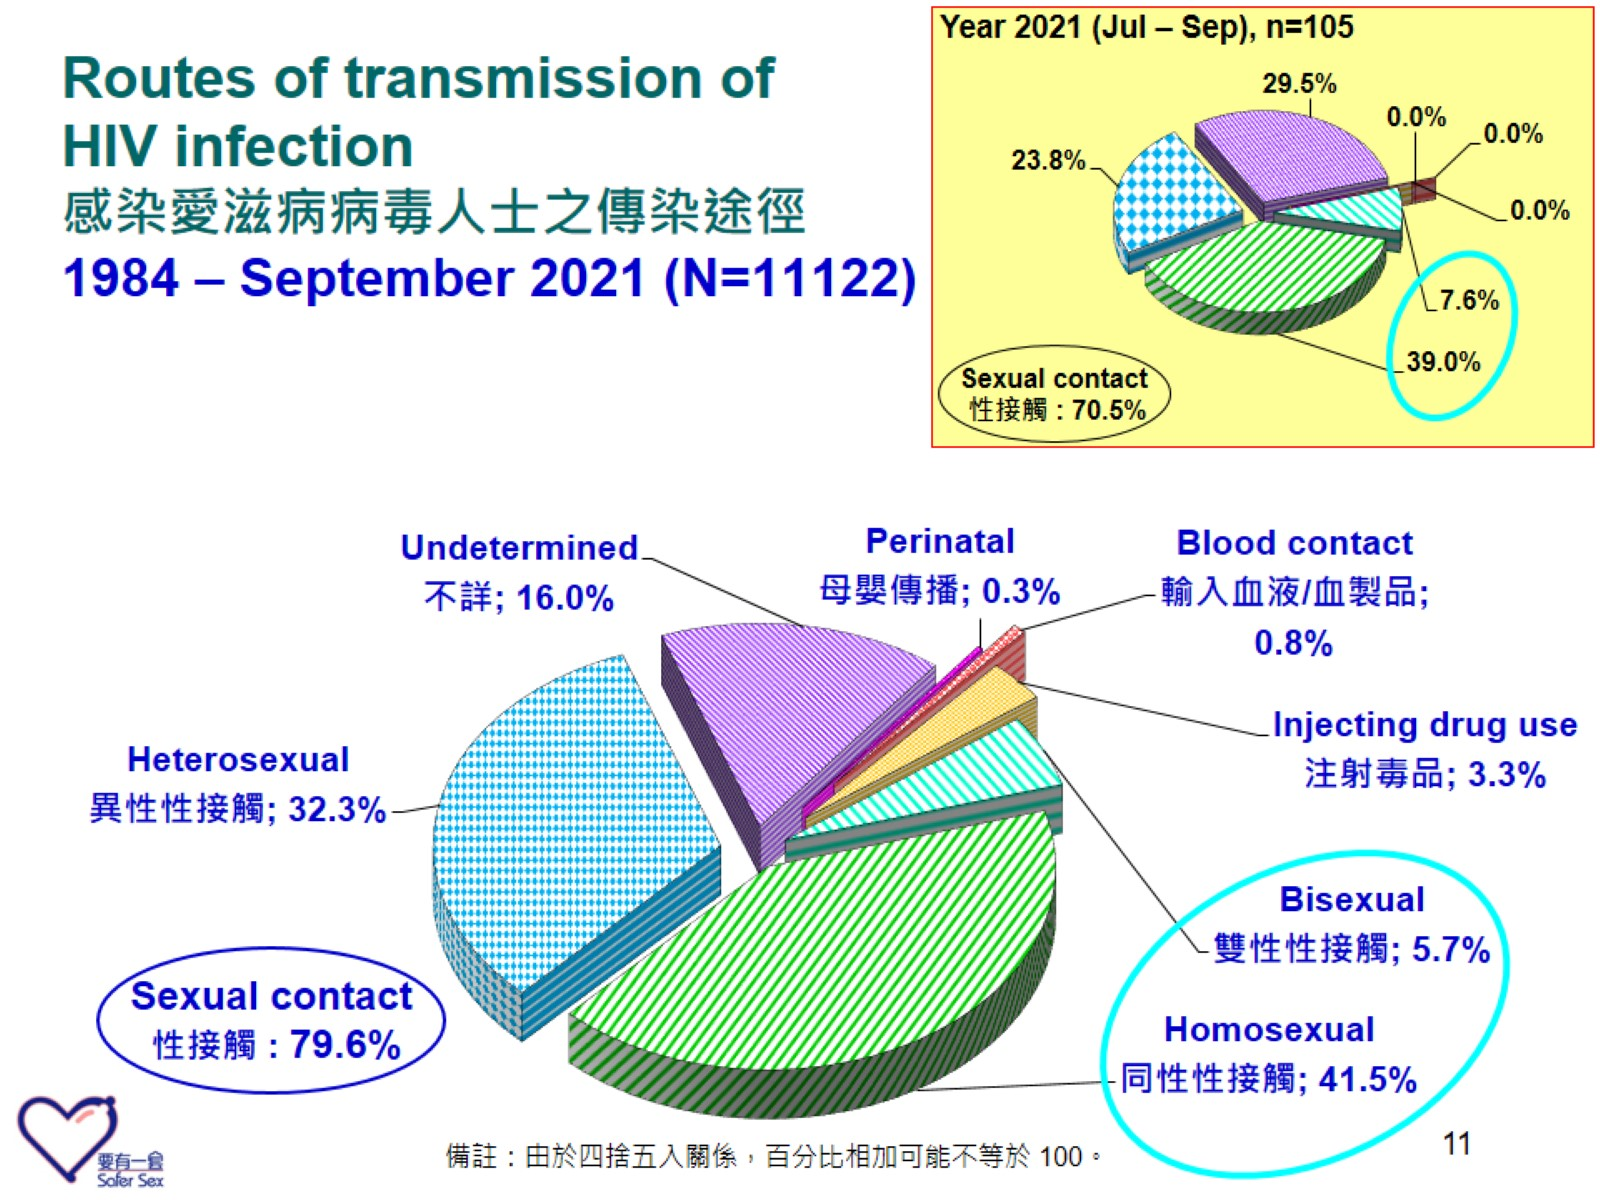 Routes of transmission of
HIV infection
感染愛滋病病毒人士之傳染途徑
1984 – September 2021 (N=11122)
Year 2021 (Jul – Sep), n=105
29.5%
0.0%
0.0%
23.8%
0.0%
7.6%
39.0%
Sexual contact
性接觸 : 70.5%
Undetermined
不詳; 16.0%
Perinatal
母嬰傳播; 0.3%
Blood contact
輸入血液/血製品;
0.8%
Injecting drug use
注射毒品; 3.3%
Heterosexual
異性性接觸; 32.3%
Bisexual
雙性性接觸; 5.7%
Sexual contact
性接觸 : 79.6%
Homosexual
同性性接觸; 41.5%
要有一套
Safer Sex
備註：由於四捨五入關係，百分比相加可能不等於 100。
11